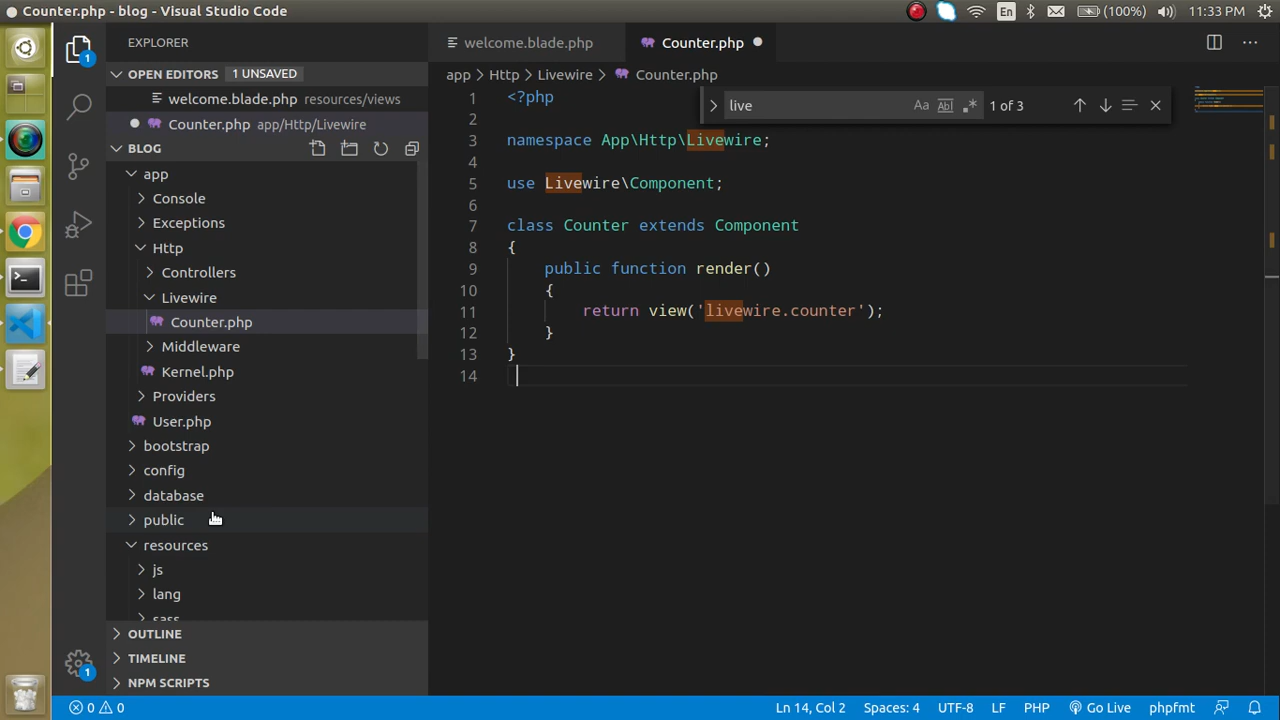 Counter.php - blog - Visual Studio Code
En
(100%)
11:33 PM
EXPLORER
OPEN EDITORS 1 UNSAVED
welcome.blade.php resources/views
Counter.php app/Http/Livewire
BLOG
app
Console
Exceptions
Http
Controllers
Livewire
Counter.php
Middleware
Kernel.php
Providers
User.php
bootstrap
config
database
public
resources
js
lang
sass
OUTLINE
TIMELINE
NPM SCRIPTS
1
1
welcome.blade.php Counter.php
app > Http > Livewire > Counter.php
live Aa Abl .* 1 of 3
1 <?php
2
3 namespace App\Http\Livewire;
4
5 use Livewire\Component;
6
7 class Counter extends Component
8 {
9 public function render()
10 {
11 return view('livewire.counter');
12 }
13 }
14
0 0 Ln 14, Col 2 Spaces: 4 UTF-8 LF PHP Go Live phpfmt